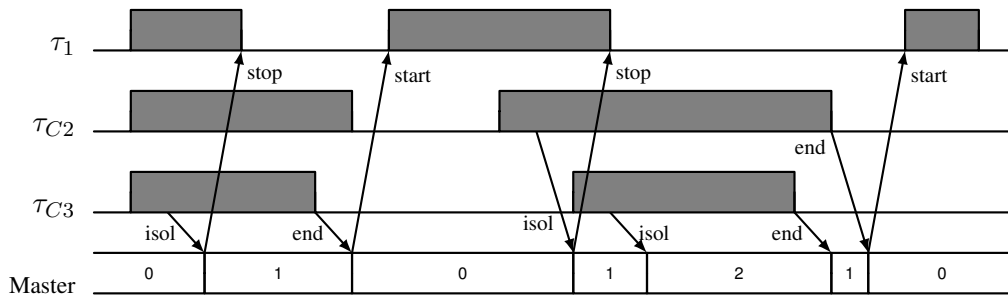 τ1
stop
start
stop
start
τC2
end
τC3
isol
end
isol
isol
end
Master
0
1
0
1
2
1
0